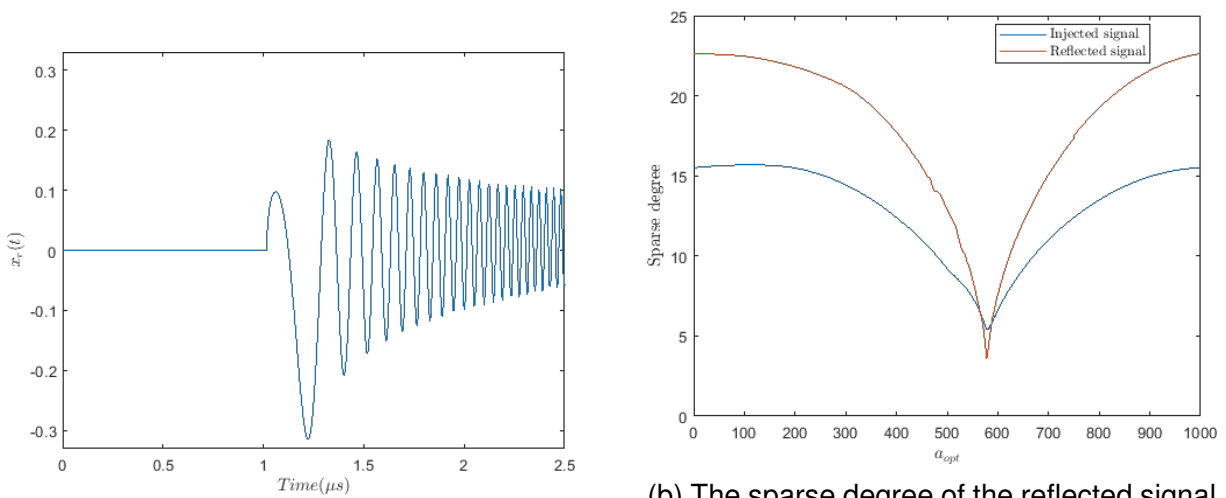 0.3
0.2
0.1
0
-0.1
-0.2
-0.3
x_r(t)
0 1 1.5 2 2.5
Time(μs)
25
20
15
10
5
0
Sparse degree
Injected signal
Reflected signal
0 100 200 300 400 500 600 700 800 900 1000
a_opt
(b) The sparse degree of the reflected signal